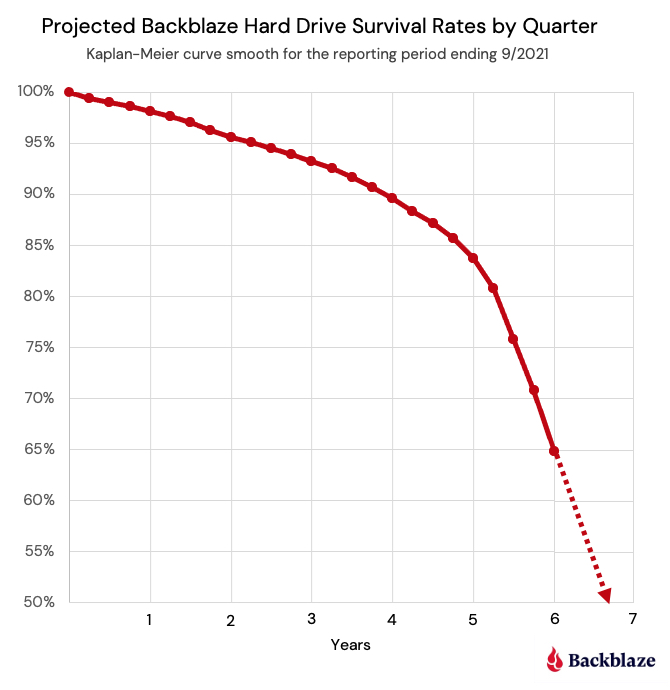 Projected Backblaze Hard Drive Survival Rates by Quarter
Kaplan-Meier curve smooth for the reporting period ending 9/2021
100%
95%
90%
85%
80%
75%
70%
65%
60%
55%
50%
1 2 3 4 5 6 7
Years
Backblaze